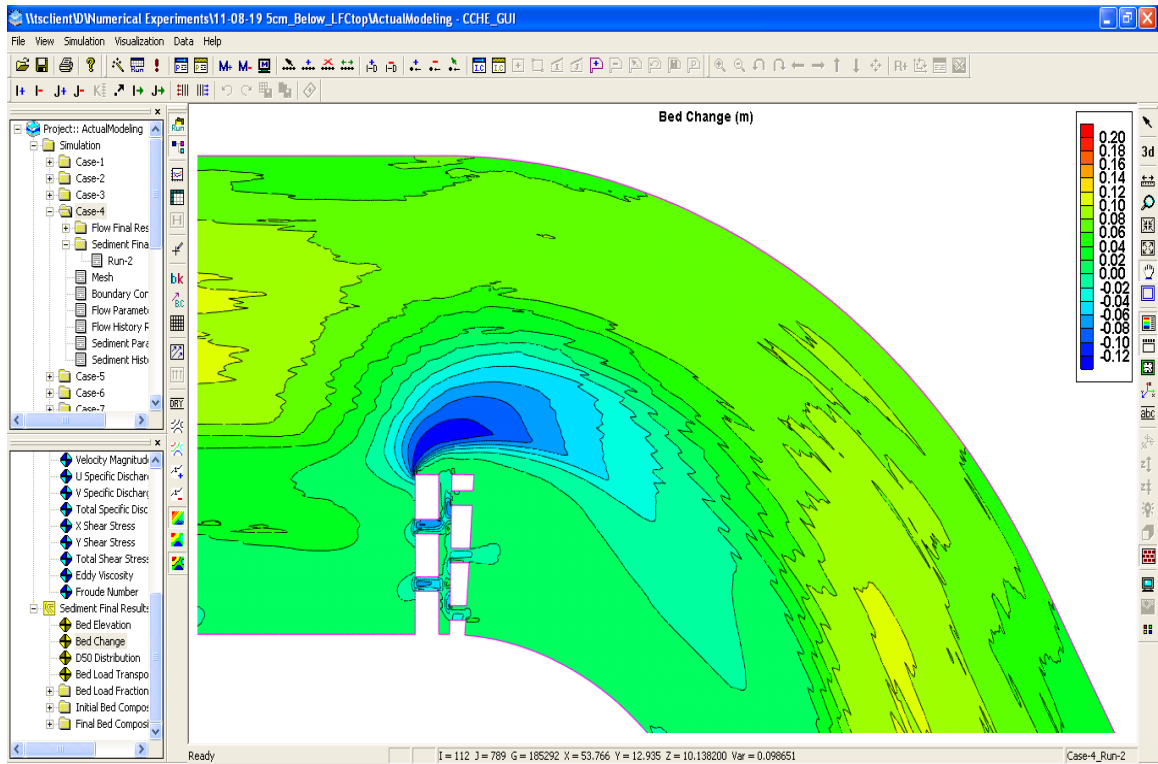 \\tsclient\D\Numerical Experiments\11-08-19 5cm_Below_LFCtop\ActualModeling - CCHE_GUI
File View Simulation Visualization Data Help
Project:: ActualModeling
Simulation
Case-1
Case-2
Case-3
Case-4
Flow Final Res
Sediment Fina
Run-2
Mesh
Boundary Con
Flow Paramet
Flow History R
Sediment Para
Sediment Hist
Case-5
Case-6
Case-7
Velocity Magnitud
U Specific Dischar
V Specific Discharg
Total Specific Disc
X Shear Stress
Y Shear Stress
Total Shear Stress
Eddy Viscosity
Froude Number
Sediment Final Results
Bed Elevation
Bed Change
D50 Distribution
Bed Load Transpo
Bed Load Fraction
Initial Bed Compos
Final Bed Composi
Run
bk
B.C
DRY
Bed Change (m)
0.20
0.18
0.16
0.14
0.12
0.10
0.08
0.06
0.04
0.02
0.00
-0.02
-0.04
-0.06
-0.08
-0.10
-0.12
3d
abc
Ready
I = 112 J = 789 G = 185292 X = 53.766 Y = 12.935 Z = 10.138200 Var = 0.098651
Case-4_Run-2